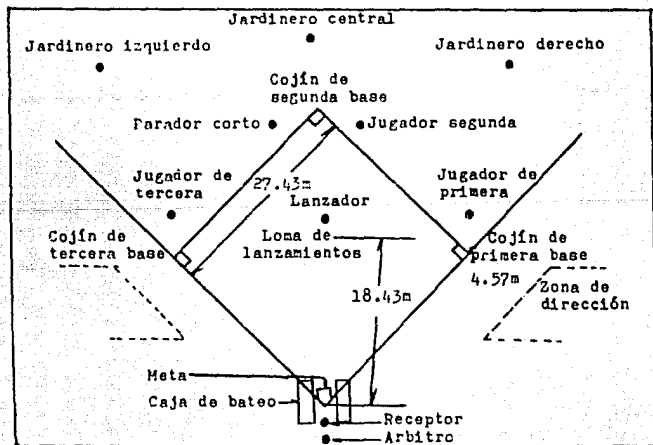 Jardinero central
Jardinero izquierdo
Jardinero derecho
Cojín de
segunda base
Parador corto
Jugador segunda
Jugador de
tercera
27.43m
Jugador de
primera
Lanzador
Cojín de
tercera base
Loma de
lanzamientos
Cojín de
primera base
4.57m
18.43m
Zona de
dirección
Meta
Caja de bateo
Receptor
Arbitro